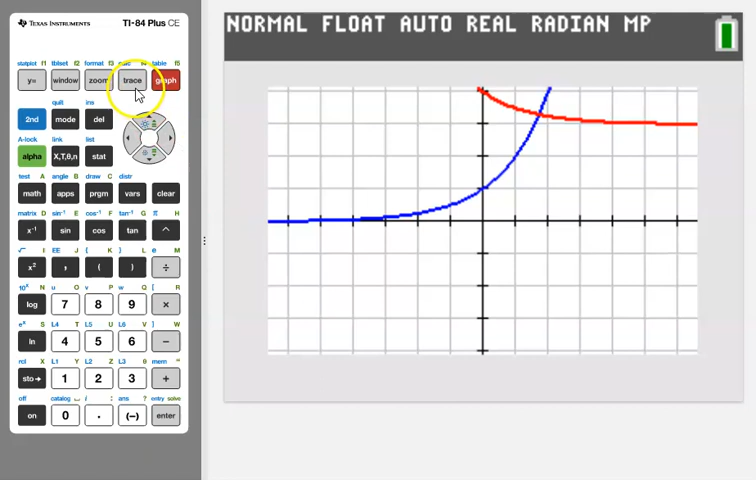 TEXAS INSTRUMENTS TI-84 Plus CE
NORMAL FLOAT AUTO REAL RADIAN MP
statplot f1 tblset f2 format f3 calc f4 table f5
y= window zoom trace graph
quit ins
2nd mode del
A-lock link list
alpha X,T,θ,n stat
test A angle B draw C distr
math apps prgm vars clear
matrix D sin⁻¹ E cos⁻¹ F tan⁻¹ G π H
x⁻¹ sin cos tan ^
√ I EE J { K } L e M
x² , ( ) ÷
10ˣ N u O v P w Q [ R
log 7 8 9 ×
eˣ S L4 T L5 U L6 V ] W
ln 4 5 6 −
rcl X L1 Y L2 Z L3 θ mem "
sto→ 1 2 3 +
off catalog ␣ i : ans ? entry solve
on 0 . (−) enter